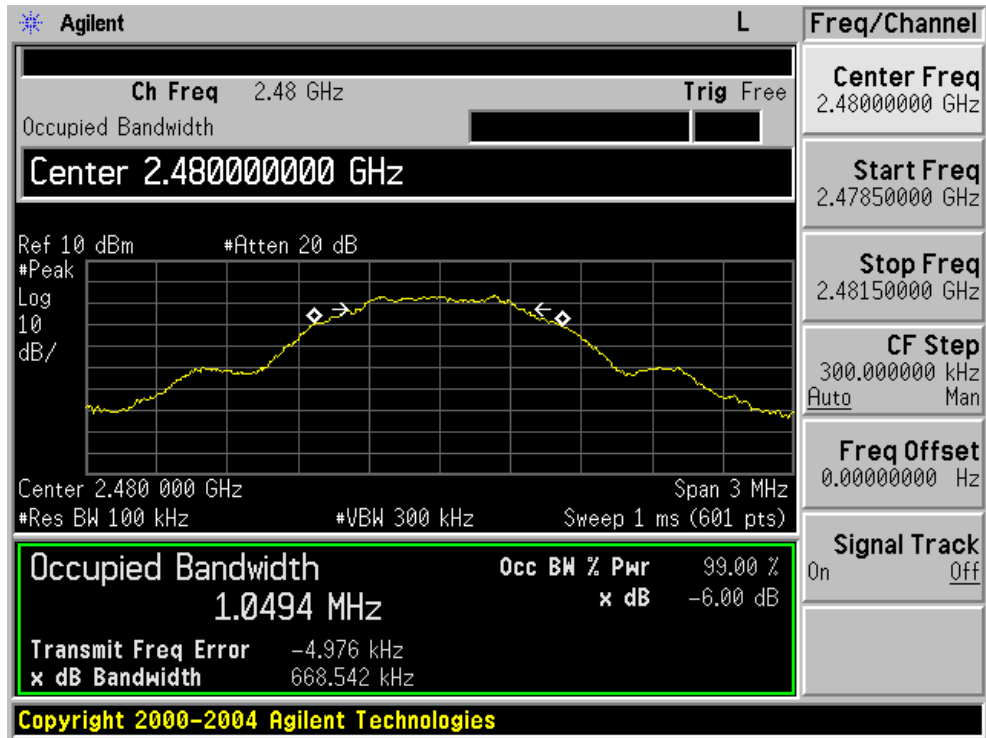 Agilent L Freq/Channel
Ch Freq 2.48 GHz Trig Free
Occupied Bandwidth
Center 2.480000000 GHz
Ref 10 dBm #Atten 20 dB
#Peak
Log
10
dB/
Center 2.480 000 GHz Span 3 MHz
#Res BW 100 kHz #VBW 300 kHz Sweep 1 ms (601 pts)
Occupied Bandwidth Occ BW % Pwr 99.00 %
1.0494 MHz x dB -6.00 dB
Transmit Freq Error -4.976 kHz
x dB Bandwidth 668.542 kHz
Copyright 2000-2004 Agilent Technologies
Center Freq
2.48000000 GHz
Start Freq
2.47850000 GHz
Stop Freq
2.48150000 GHz
CF Step
300.000000 kHz
Auto Man
Freq Offset
0.00000000 Hz
Signal Track
On Off